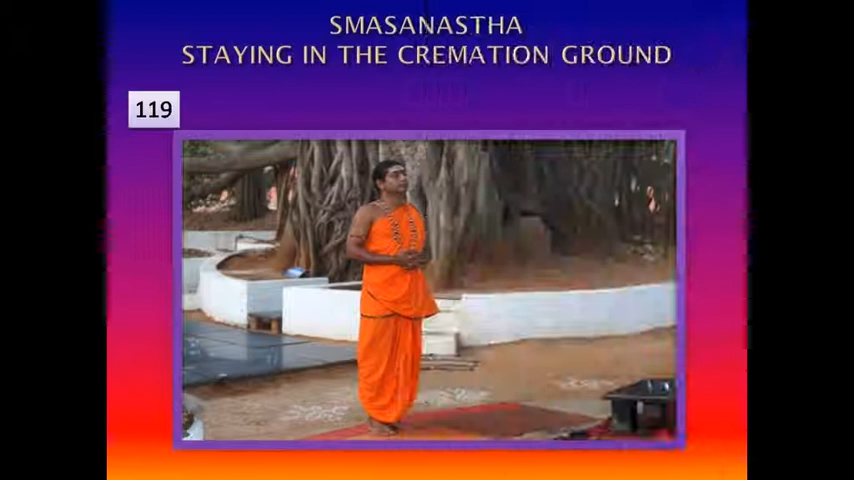 SMASANASTHA
STAYING IN THE CREMATION GROUND
119